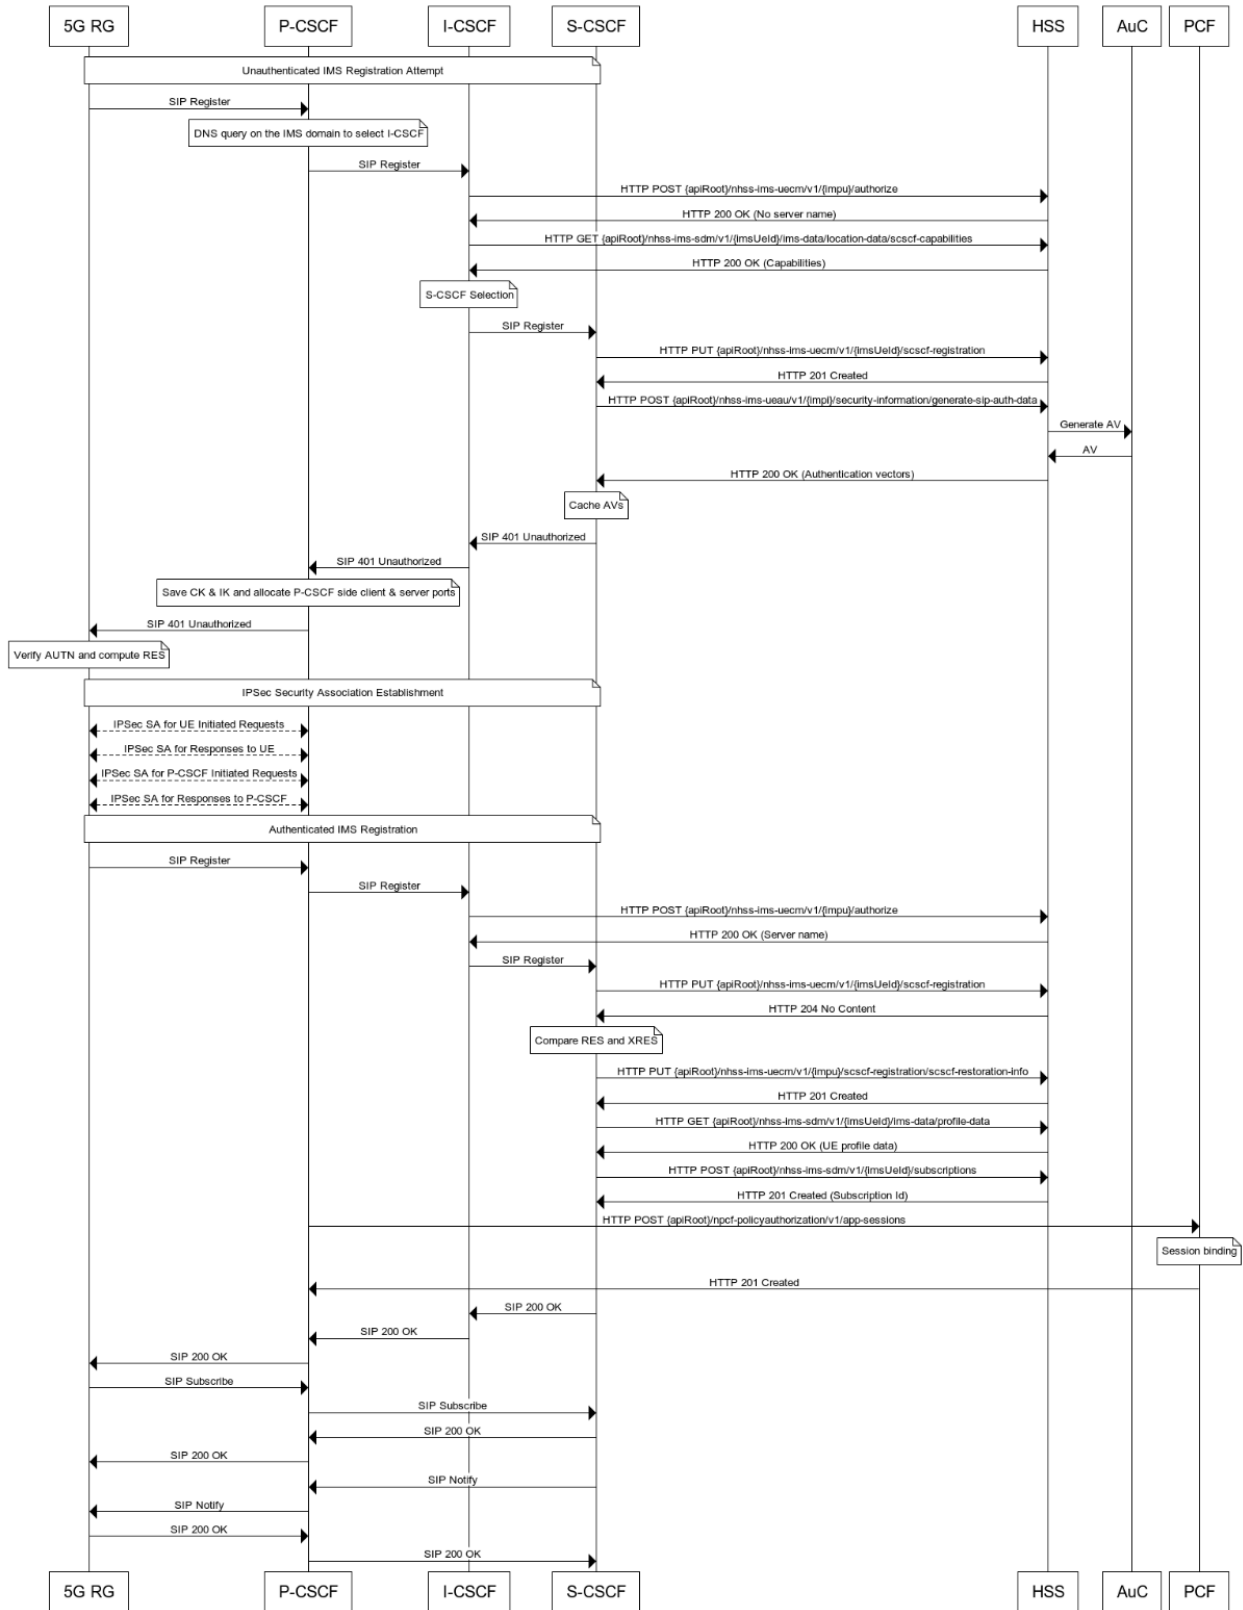 5G RG
P-CSCF
I-CSCF
S-CSCF
HSS
AuC
PCF
Unauthenticated IMS Registration Attempt
SIP Register
DNS query on the IMS domain to select I-CSCF
SIP Register
HTTP POST {apiRoot}/nhss-ims-uecm/v1/{impu}/authorize
HTTP 200 OK (No server name)
HTTP GET {apiRoot}/nhss-ims-sdm/v1/{imsUeId}/ims-data/location-data/scscf-capabilities
HTTP 200 OK (Capabilities)
S-CSCF Selection
SIP Register
HTTP PUT {apiRoot}/nhss-ims-uecm/v1/{imsUeId}/scscf-registration
HTTP 201 Created
HTTP POST {apiRoot}/nhss-ims-ueau/v1/{impi}/security-information/generate-sip-auth-data
Generate AV
AV
HTTP 200 OK (Authentication vectors)
Cache AVs
SIP 401 Unauthorized
SIP 401 Unauthorized
Save CK & IK and allocate P-CSCF side client & server ports
SIP 401 Unauthorized
Verify AUTN and compute RES
IPSec Security Association Establishment
IPSec SA for UE Initiated Requests
IPSec SA for Responses to UE
IPSec SA for P-CSCF Initiated Requests
IPSec SA for Responses to P-CSCF
Authenticated IMS Registration
SIP Register
SIP Register
HTTP POST {apiRoot}/nhss-ims-uecm/v1/{impu}/authorize
HTTP 200 OK (Server name)
SIP Register
HTTP PUT {apiRoot}/nhss-ims-uecm/v1/{imsUeId}/scscf-registration
HTTP 204 No Content
Compare RES and XRES
HTTP PUT {apiRoot}/nhss-ims-uecm/v1/{impu}/scscf-registration/scscf-restoration-info
HTTP 201 Created
HTTP GET {apiRoot}/nhss-ims-sdm/v1/{imsUeId}/ims-data/profile-data
HTTP 200 OK (UE profile data)
HTTP POST {apiRoot}/nhss-ims-sdm/v1/{imsUeId}/subscriptions
HTTP 201 Created (Subscription Id)
HTTP POST {apiRoot}/npcf-policyauthorization/v1/app-sessions
Session binding
HTTP 201 Created
SIP 200 OK
SIP 200 OK
SIP 200 OK
SIP Subscribe
SIP Subscribe
SIP 200 OK
SIP 200 OK
SIP Notify
SIP Notify
SIP 200 OK
SIP 200 OK
5G RG
P-CSCF
I-CSCF
S-CSCF
HSS
AuC
PCF